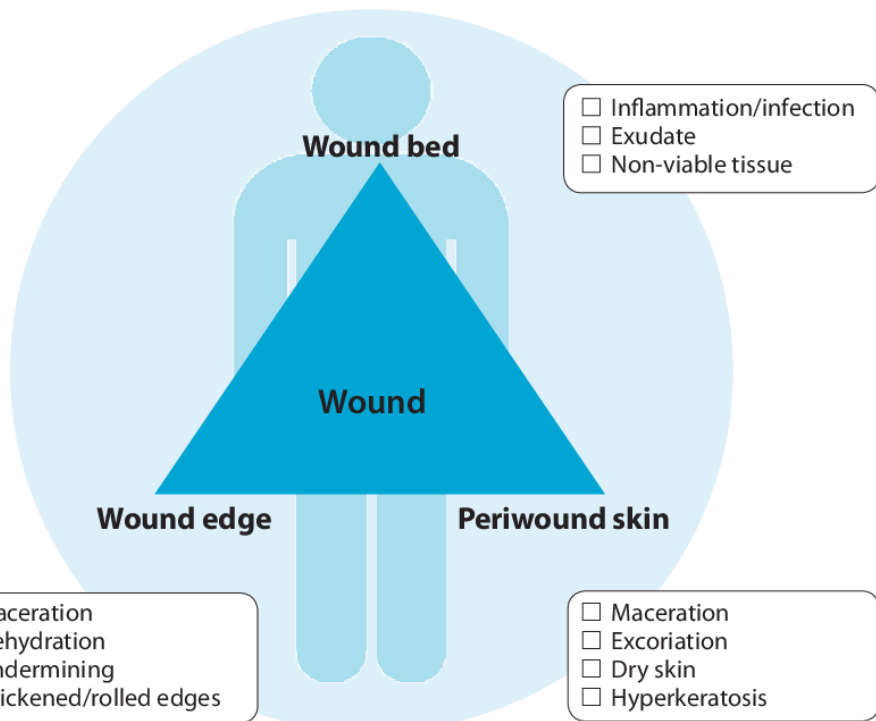 ☐ Inflammation/infection
☐ Exudate
☐ Non-viable tissue
Wound bed
Wound
Wound edge
Periwound skin
aceration
ehydration
ndermining
ickened/rolled edges
☐ Maceration
☐ Excoriation
☐ Dry skin
☐ Hyperkeratosis